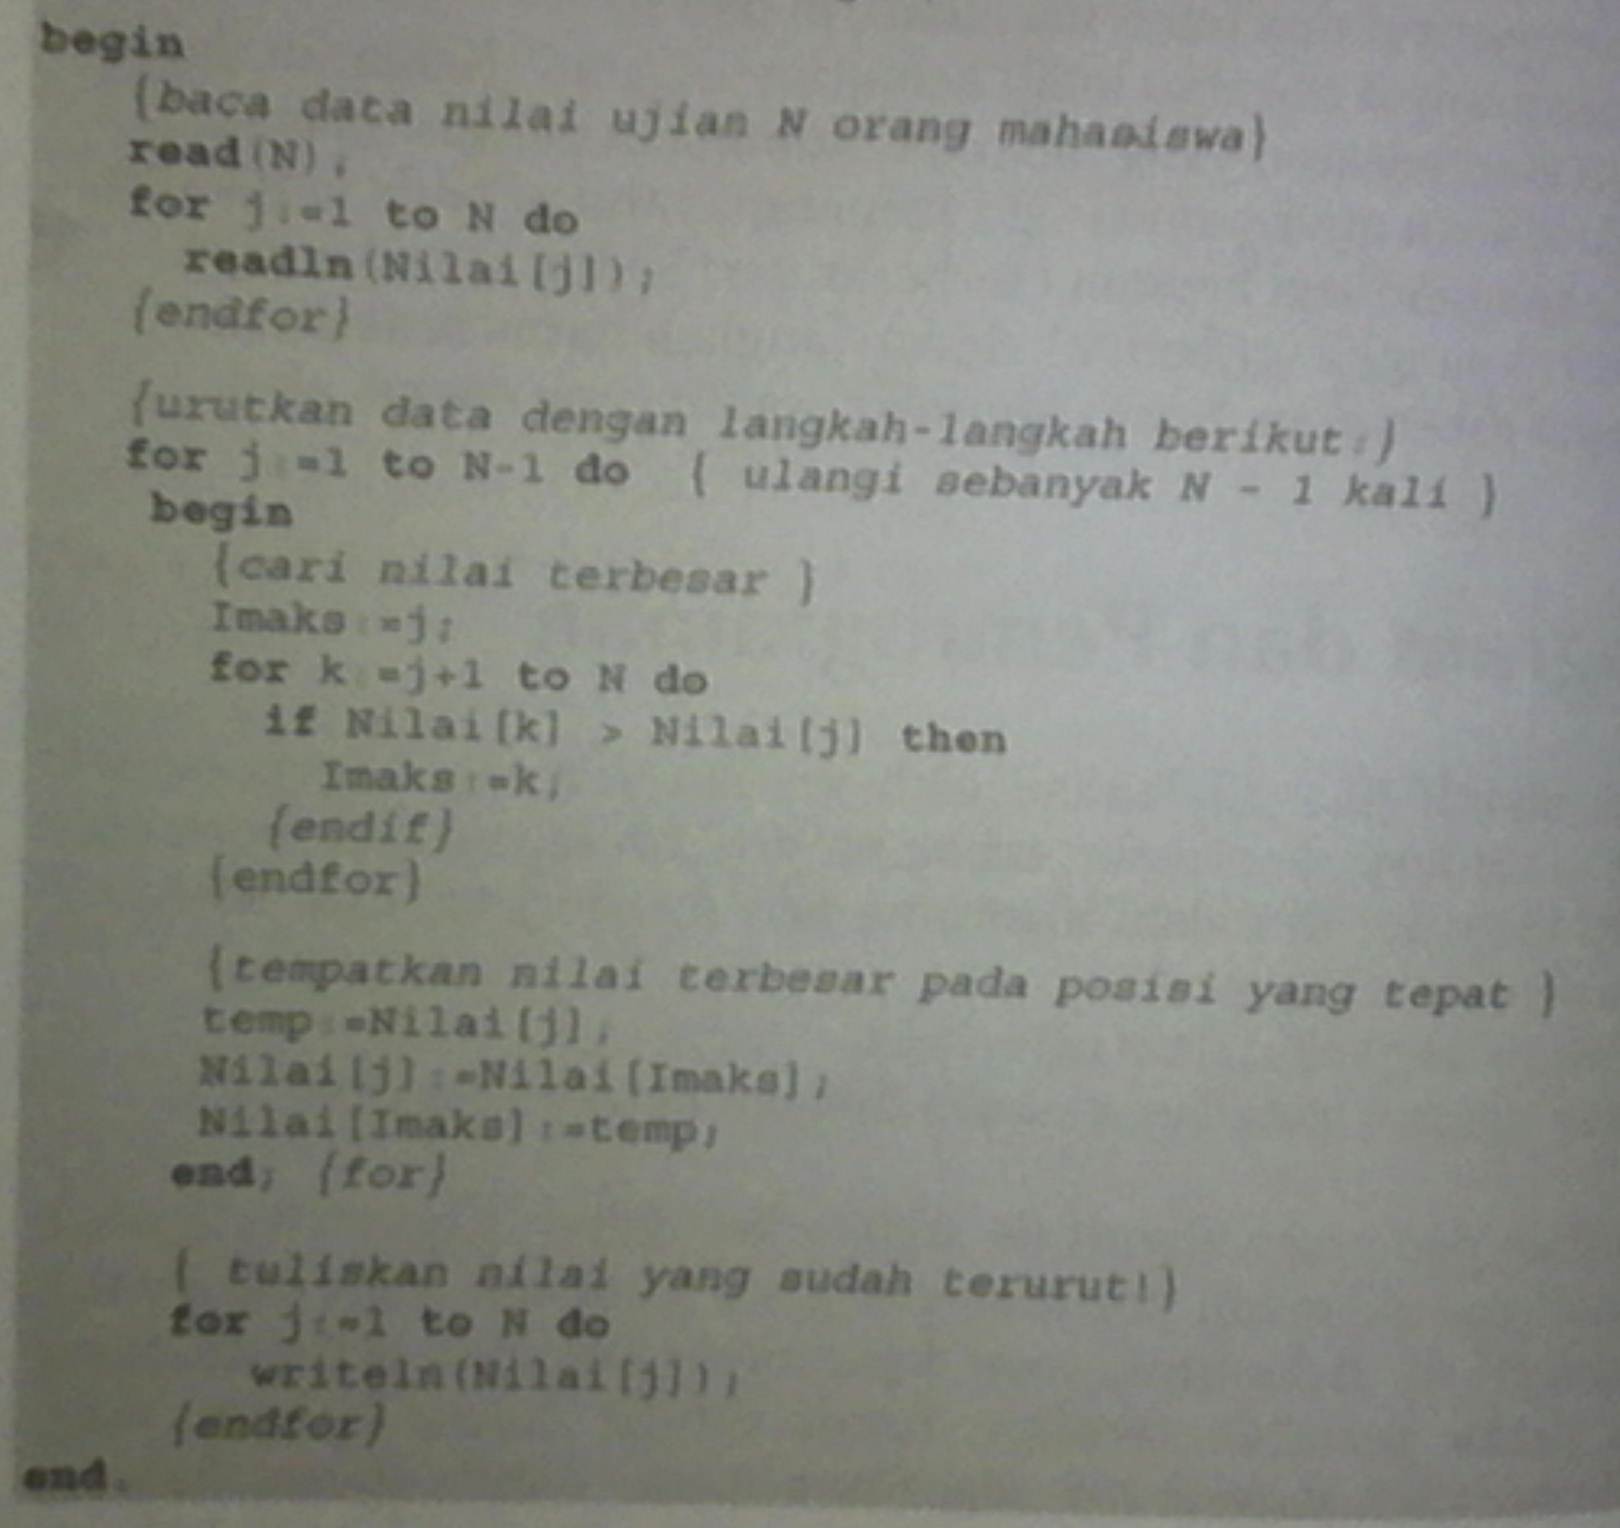 begin
{baca data nilai ujian N orang mahasiswa}
read(N);
for j:=1 to N do
readln(Nilai[j]);
{endfor}
{urutkan data dengan langkah-langkah berikut:}
for j:=1 to N-1 do { ulangi sebanyak N - 1 kali }
begin
{cari nilai terbesar }
Imaks:=j;
for k:=j+1 to N do
if Nilai[k] > Nilai[j] then
Imaks:=k;
{endif}
{endfor}
{tempatkan nilai terbesar pada posisi yang tepat }
temp:=Nilai[j];
Nilai[j]:=Nilai[Imaks];
Nilai[Imaks]:=temp;
end; {for}
{ tuliskan nilai yang sudah terurut!}
for j:=1 to N do
writeln(Nilai[j]);
{endfor}
end.